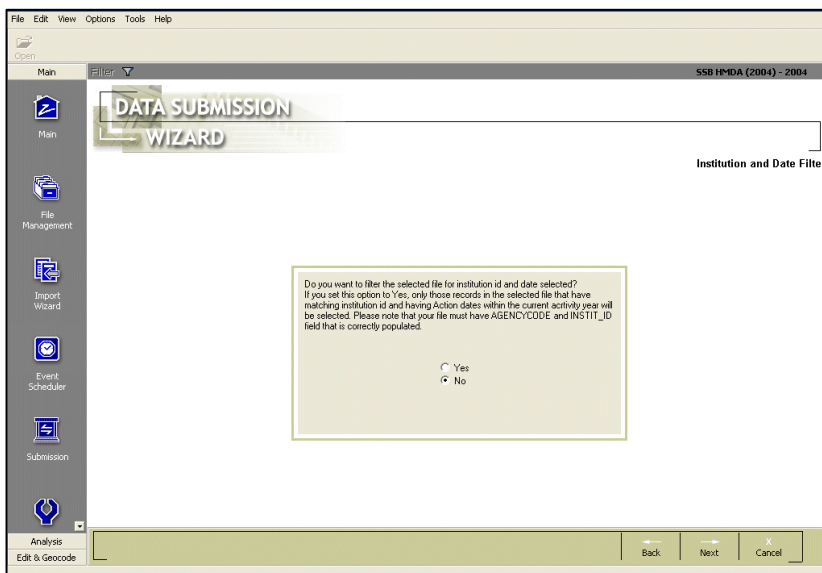 File Edit View Options Tools Help
Open
Main
Filter
SSB HMDA (2004) - 2004
DATA SUBMISSION
WIZARD
Institution and Date Filte
Main
File
Management
Import
Wizard
Event
Scheduler
Submission
Do you want to filter the selected file for institution id and date selected?
If you set this option to Yes, only those records in the selected file that have
matching institution id and having Action dates within the current acrtivity year will
be selected. Please note that your file must have AGENCYCODE and INSTIT_ID
field that is correctly populated.
Yes
No
Analysis
Edit & Geocode
Back Next X Cancel